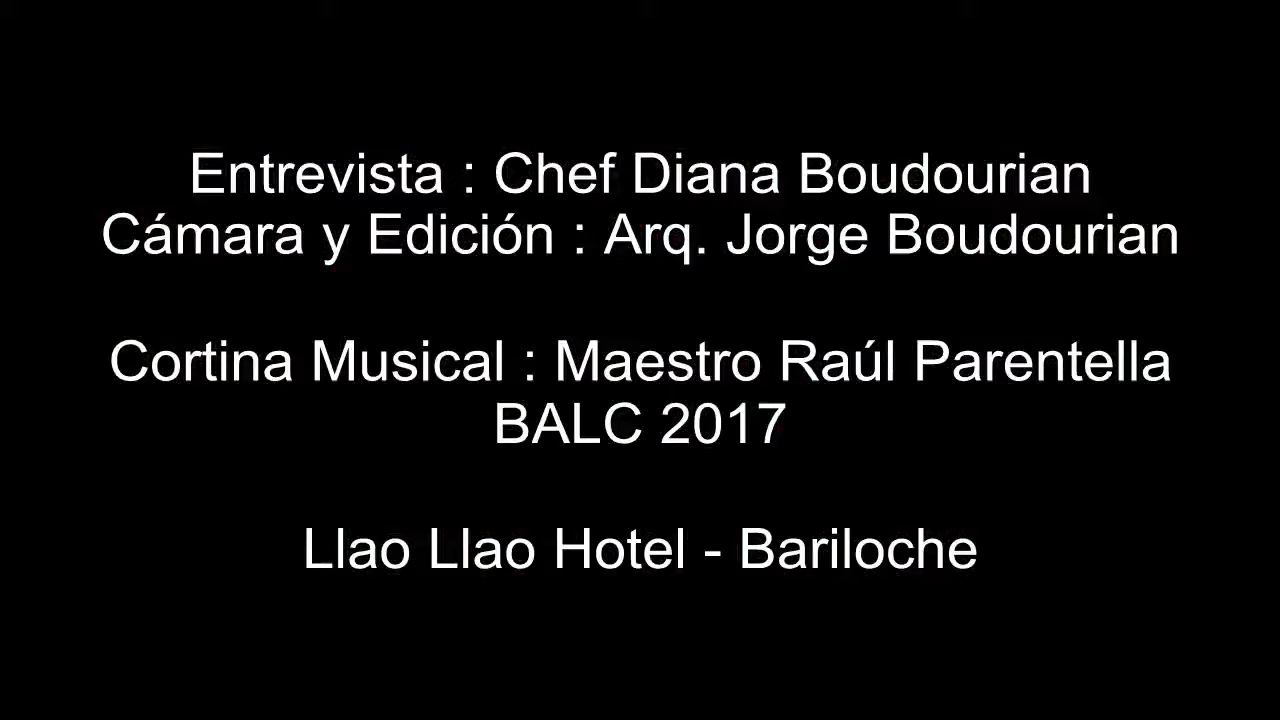 Entrevista : Chef Diana Boudourian
Cámara y Edición : Arq. Jorge Boudourian
Cortina Musical : Maestro Raúl Parentella
BALC 2017
Llao Llao Hotel - Bariloche